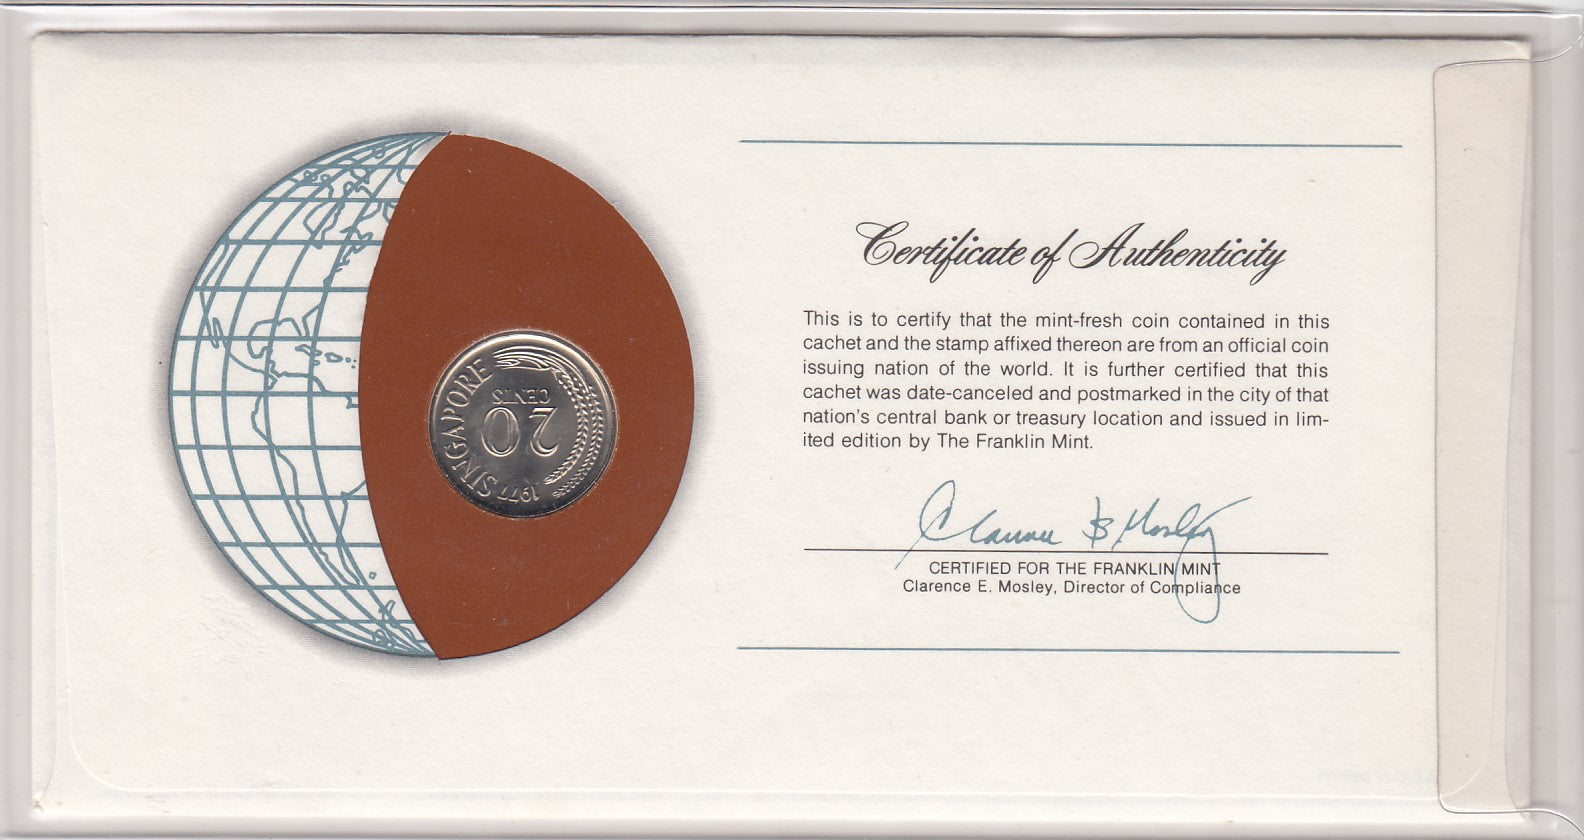 SINGAPORE 1977
20
CENTS
Certificate of Authenticity
This is to certify that the mint-fresh coin contained in this
cachet and the stamp affixed thereon are from an official coin
issuing nation of the world. It is further certified that this
cachet was date-canceled and postmarked in the city of that
nation's central bank or treasury location and issued in lim-
ited edition by The Franklin Mint.
Clarence E Mosley
CERTIFIED FOR THE FRANKLIN MINT
Clarence E. Mosley, Director of Compliance